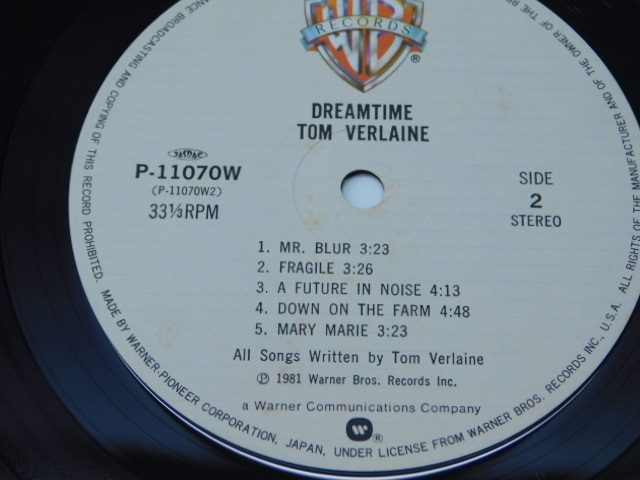 RECORDS
®
DREAMTIME
TOM VERLAINE
JASRAC
P-11070W
(P-11070W2)
33⅓RPM
SIDE
2
STEREO
1. MR. BLUR 3:23
2. FRAGILE 3:26
3. A FUTURE IN NOISE 4:13
4. DOWN ON THE FARM 4:48
5. MARY MARIE 3:23
All Songs Written by Tom Verlaine
Ⓟ 1981 Warner Bros. Records Inc.
a Warner Communications Company
®
ALL RIGHTS OF THE MANUFACTURER AND OF THE OWNER OF THE
BROADCASTING AND COPYING OF THIS RECORD PROHIBITED. MADE BY WARNER-PIONEER CORPORATION, JAPAN, UNDER LICENSE FROM WARNER BROS. RECORDS INC., U.S.A.